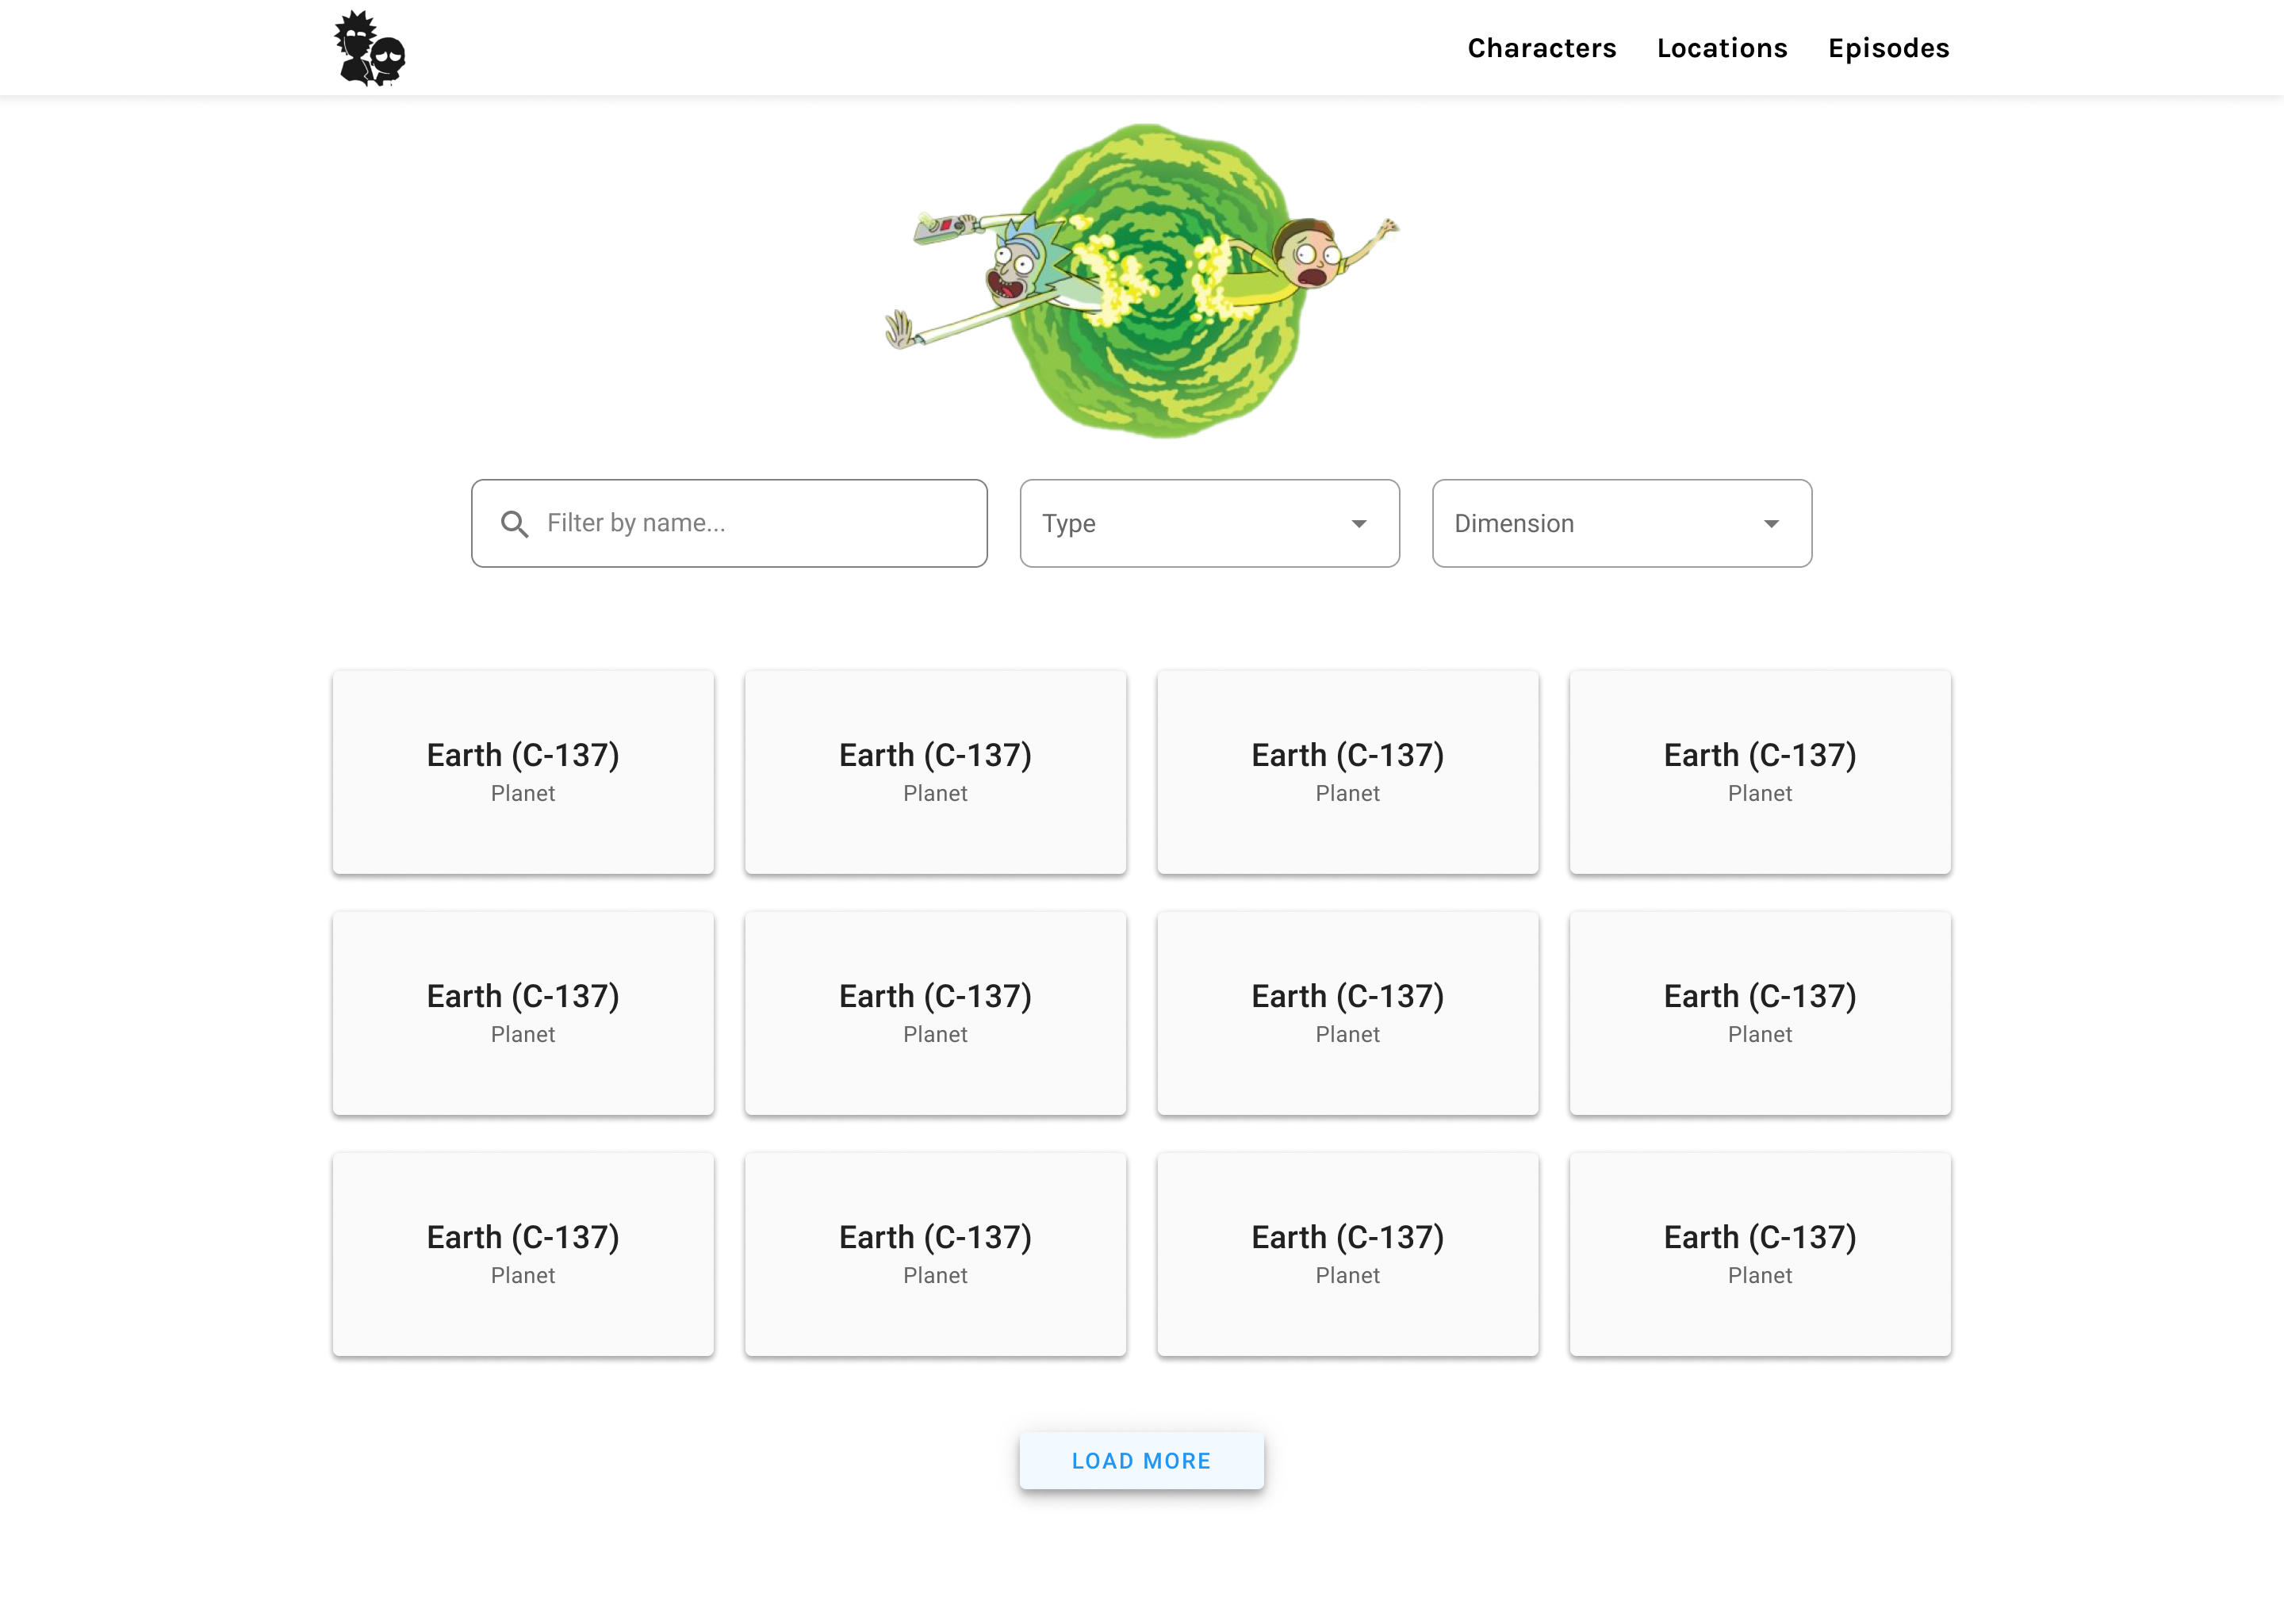 Characters Locations Episodes
Filter by name...
Type
Dimension
Earth (C-137)
Planet
Earth (C-137)
Planet
Earth (C-137)
Planet
Earth (C-137)
Planet
Earth (C-137)
Planet
Earth (C-137)
Planet
Earth (C-137)
Planet
Earth (C-137)
Planet
Earth (C-137)
Planet
Earth (C-137)
Planet
Earth (C-137)
Planet
Earth (C-137)
Planet
LOAD MORE